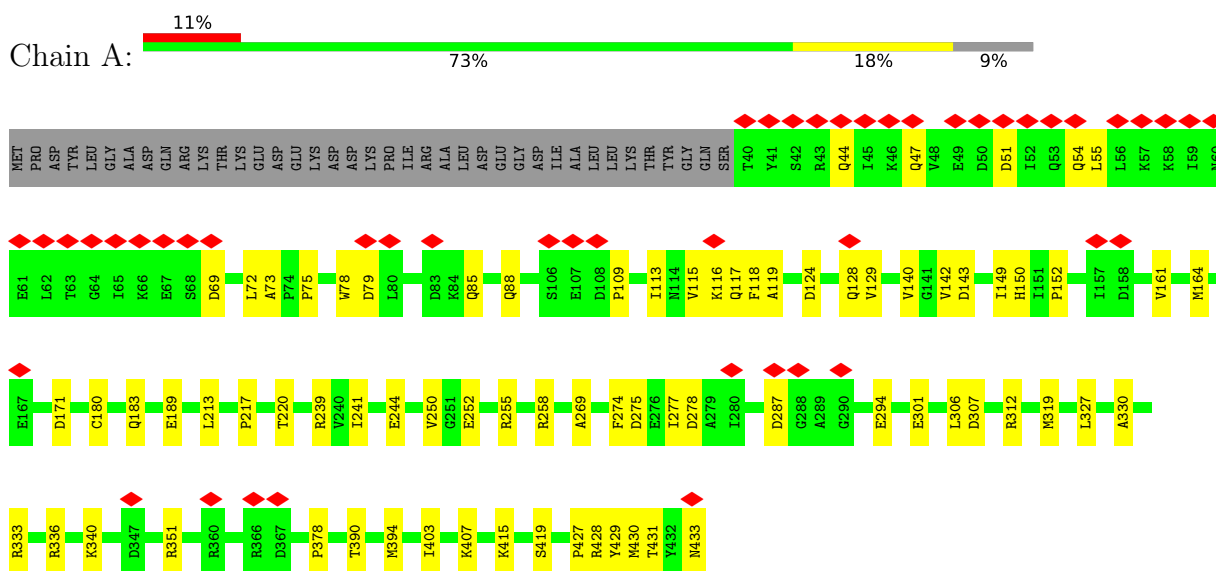 11%
Chain A:
73% 18% 9%
MET PRO ASP TYR LEU GLY ALA ASP GLN ARG LYS THR LYS GLU ASP GLU LYS ASP ASP LYS PRO ILE ARG ALA LEU ASP GLU GLY ASP ILE ALA LEU LEU LYS THR TYR GLY GLN SER T40 Y41 S42 R43 Q44 I45 K46 Q47 V48 E49 D50 D51 I52 Q53 Q54 L55 L56 K57 K58 I59 N60
E61 L62 T63 G64 I65 K66 E67 S68 D69 L72 A73 P74 P75 W78 D79 L80 D83 K84 Q85 Q88 S106 E107 D108 P109 I113 N114 V115 K116 Q117 F118 A119 D124 Q128 V129 V140 G141 V142 D143 I149 H150 I151 P152 I157 D158 V161 M164
E167 D171 C180 Q183 E189 L213 P217 T220 R239 V240 I241 E244 V250 G251 E252 R255 R258 A269 F274 D275 E276 I277 D278 A279 I280 D287 G288 A289 G290 E294 E301 L306 D307 R312 M319 L327 A330
R333 R336 K340 D347 R351 R360 R366 D367 P378 T390 M394 I403 K407 K415 S419 P427 R428 Y429 M430 T431 Y432 N433